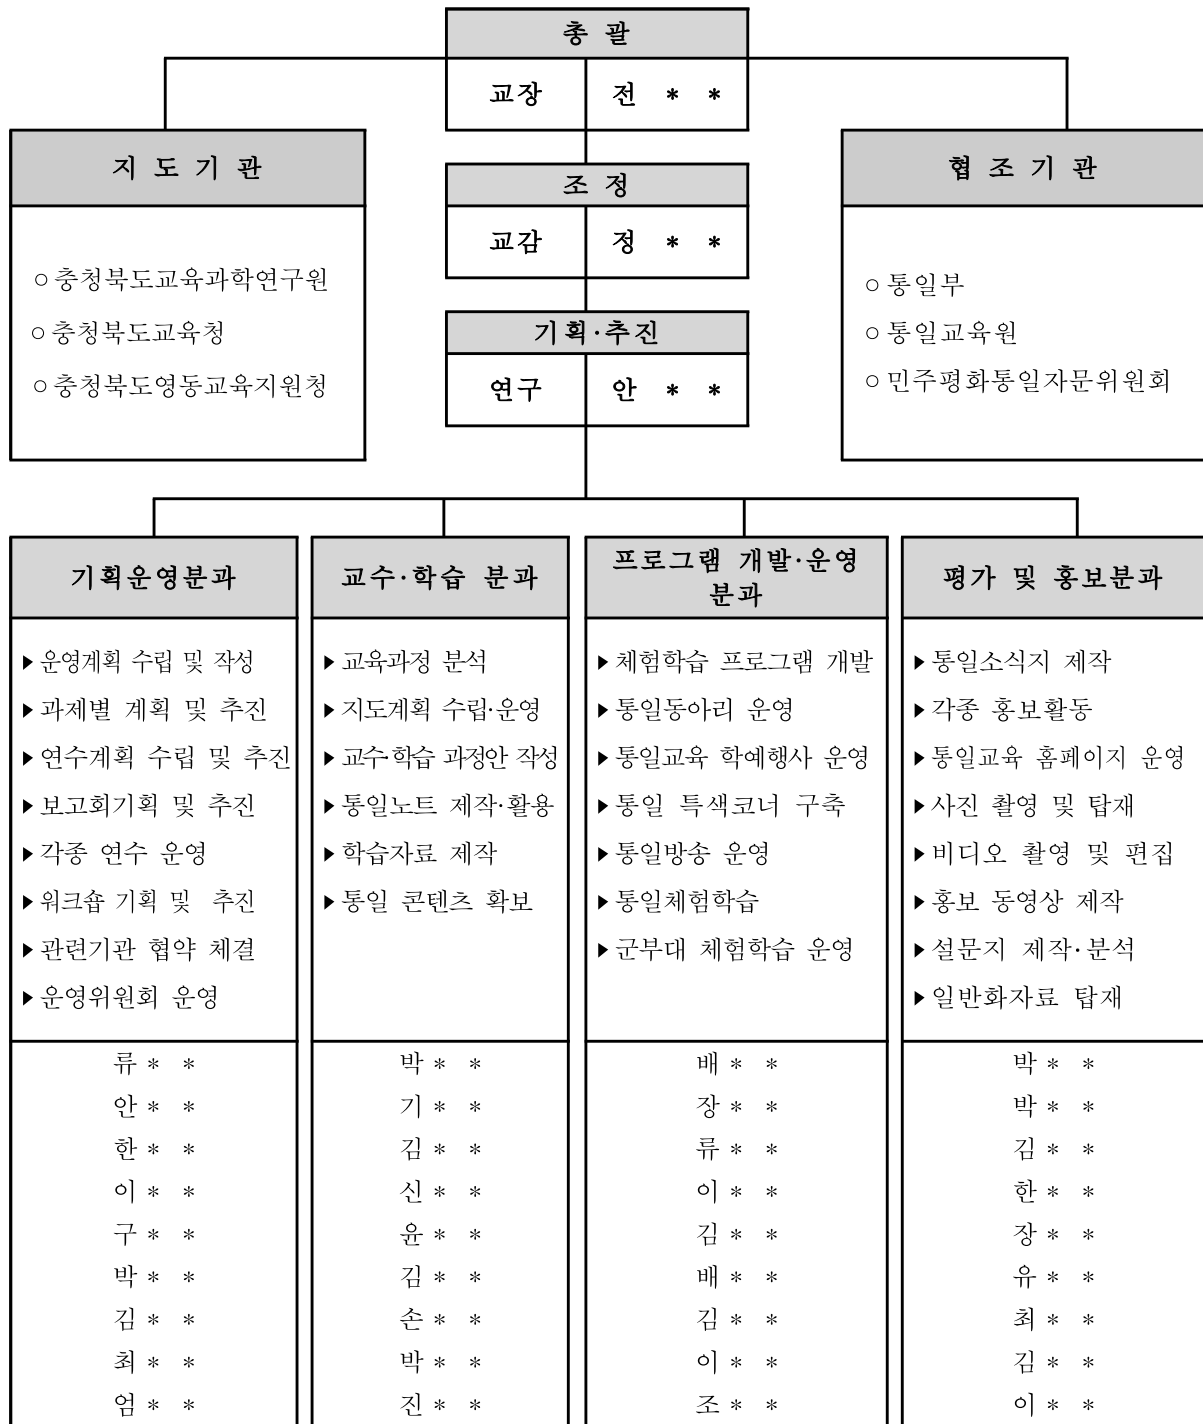 총 괄
교장 전 * *
지 도 기 관
○ 충청북도교육과학연구원
○ 충청북도교육청
○ 충청북도영동교육지원청
조 정
교감 정 * *
기획·추진
연구 안 * *
협 조 기 관
○ 통일부
○ 통일교육원
○ 민주평화통일자문위원회
기획운영분과
▶운영계획 수립 및 작성
▶과제별 계획 및 추진
▶연수계획 수립 및 추진
▶보고회기획 및 추진
▶각종 연수 운영
▶워크숍 기획 및 추진
▶관련기관 협약 체결
▶운영위원회 운영
류 * *
안 * *
한 * *
이 * *
구 * *
박 * *
김 * *
최 * *
엄 * *
교수·학습 분과
▶교육과정 분석
▶지도계획 수립·운영
▶교수·학습 과정안 작성
▶통일노트 제작·활용
▶학습자료 제작
▶통일 콘텐츠 확보
박 * *
기 * *
김 * *
신 * *
윤 * *
김 * *
손 * *
박 * *
진 * *
프로그램 개발·운영
분과
▶체험학습 프로그램 개발
▶통일동아리 운영
▶통일교육 학예행사 운영
▶통일 특색코너 구축
▶통일방송 운영
▶통일체험학습
▶군부대 체험학습 운영
배 * *
장 * *
류 * *
이 * *
김 * *
배 * *
김 * *
이 * *
조 * *
평가 및 홍보분과
▶통일소식지 제작
▶각종 홍보활동
▶통일교육 홈페이지 운영
▶사진 촬영 및 탑재
▶비디오 촬영 및 편집
▶홍보 동영상 제작
▶설문지 제작·분석
▶일반화자료 탑재
박 * *
박 * *
김 * *
한 * *
장 * *
유 * *
최 * *
김 * *
이 * *